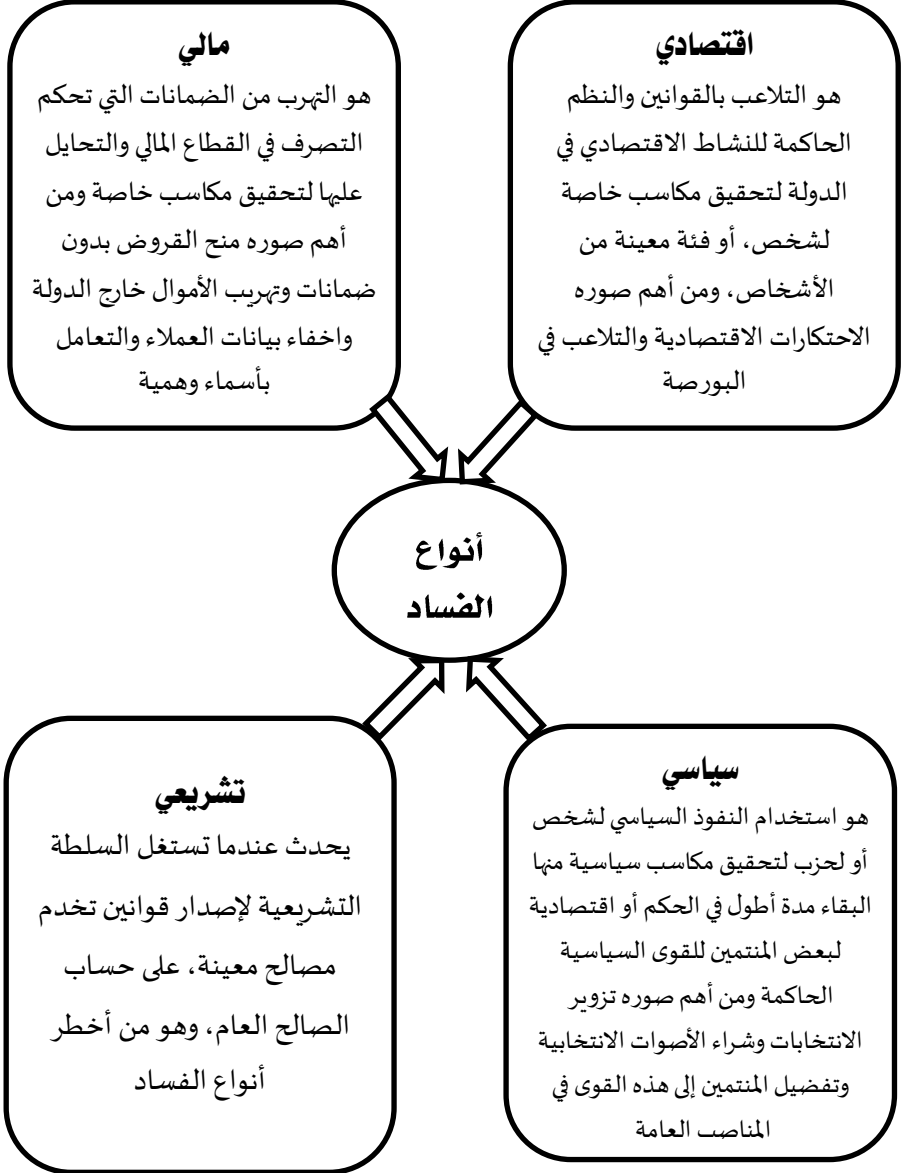 اقتصادي
هو التلاعب بالقوانين والنظم
الحاكمة للنشاط الاقتصادي في
الدولة لتحقيق مكاسب خاصة
لشخص، أو فئة معينة من
الأشخاص، ومن أهم صوره
الاحتكارات الاقتصادية والتلاعب في
البورصة
مالي
هو التهرب من الضمانات التي تحكم
التصرف في القطاع المالي والتحايل
عليها لتحقيق مكاسب خاصة ومن
أهم صوره منح القروض بدون
ضمانات وتهريب الأموال خارج الدولة
واخفاء بيانات العملاء والتعامل
بأسماء وهمية
أنواع
الفساد
سياسي
هو استخدام النفوذ السياسي لشخص
أو لحزب لتحقيق مكاسب سياسية منها
البقاء مدة أطول في الحكم أو اقتصادية
لبعض المنتمين للقوى السياسية
الحاكمة ومن أهم صوره تزوير
الانتخابات وشراء الأصوات الانتخابية
وتفضيل المنتمين إلى هذه القوى في
المناصب العامة
تشريعي
يحدث عندما تستغل السلطة
التشريعية لإصدار قوانين تخدم
مصالح معينة، على حساب
الصالح العام، وهو من أخطر
أنواع الفساد